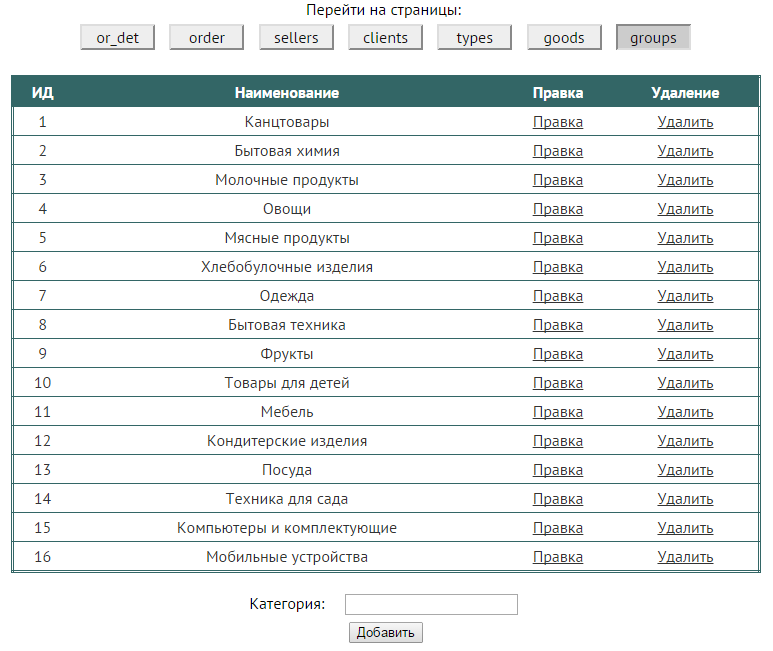 Перейти на страницы:
or_det order sellers clients types goods groups
ИД Наименование Правка Удаление
1 Канцтовары Правка Удалить
2 Бытовая химия Правка Удалить
3 Молочные продукты Правка Удалить
4 Овощи Правка Удалить
5 Мясные продукты Правка Удалить
6 Хлебобулочные изделия Правка Удалить
7 Одежда Правка Удалить
8 Бытовая техника Правка Удалить
9 Фрукты Правка Удалить
10 Товары для детей Правка Удалить
11 Мебель Правка Удалить
12 Кондитерские изделия Правка Удалить
13 Посуда Правка Удалить
14 Техника для сада Правка Удалить
15 Компьютеры и комплектующие Правка Удалить
16 Мобильные устройства Правка Удалить
Категория:
Добавить